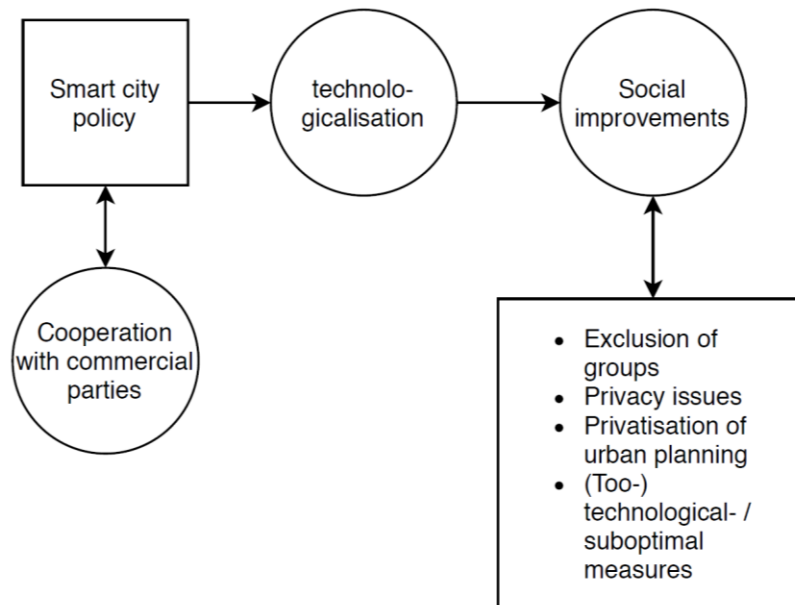 Smart city
policy
technolo-
gicalisation
Social
improvements
Cooperation
with commercial
parties
• Exclusion of
groups
• Privacy issues
• Privatisation of
urban planning
• (Too-)
technological- /
suboptimal
measures